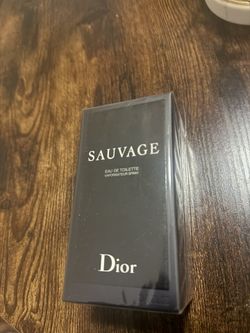 SAUVAGE
EAU DE TOILETTE
VAPORISATEUR SPRAY
Dior